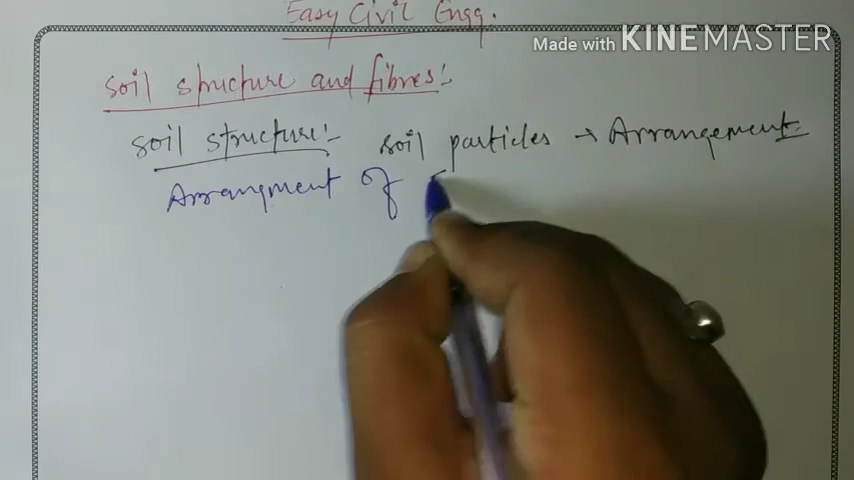 Easy Civil Engg.
Made with KINEMASTER
soil structure and fibres:-
soil structure:- soil particles → Arrangement.
Arrangment of